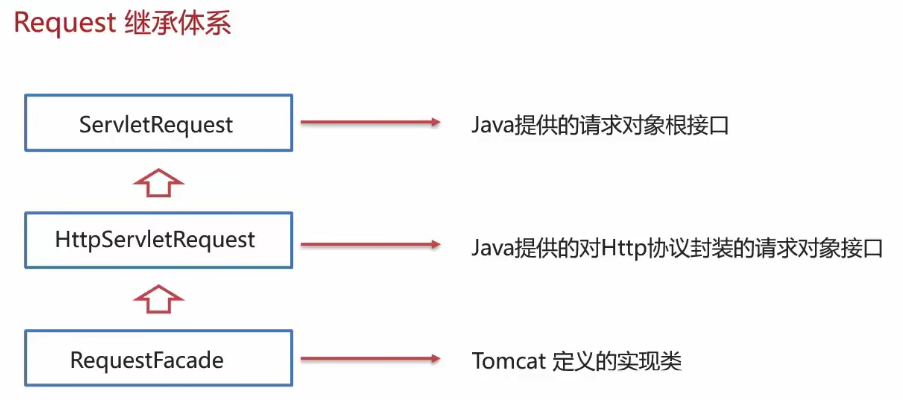 Request 继承体系
ServletRequest
Java提供的请求对象根接口
HttpServletRequest
Java提供的对Http协议封装的请求对象接口
RequestFacade
Tomcat 定义的实现类